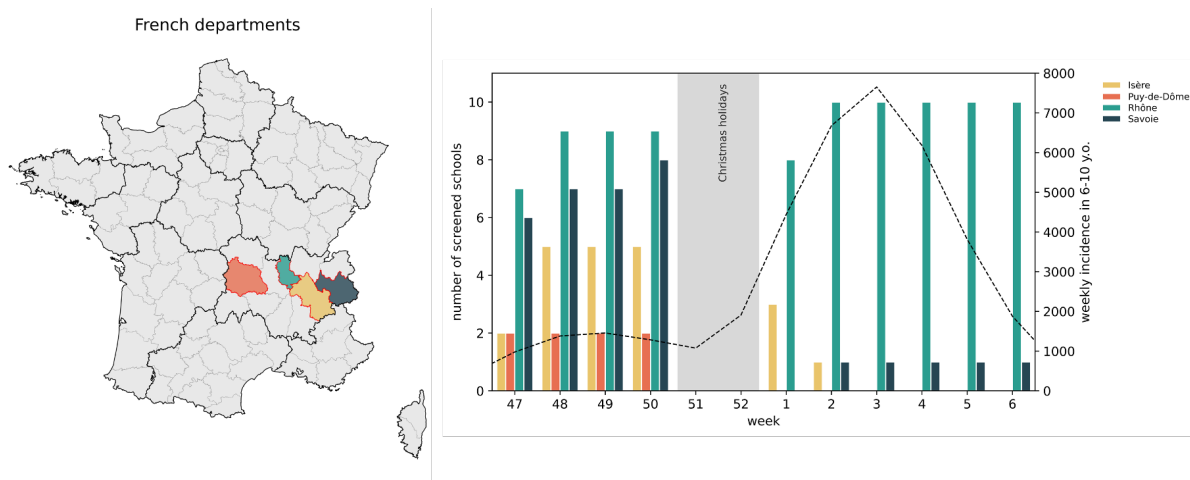 French departments
number of screened schools
10
8
6
4
2
0
Christmas holidays
8000
7000
6000
5000
4000
3000
2000
1000
0
weekly incidence in 6-10 y.o.
Isère
Puy-de-Dôme
Rhône
Savoie
47 48 49 50 51 52 1 2 3 4 5 6
week